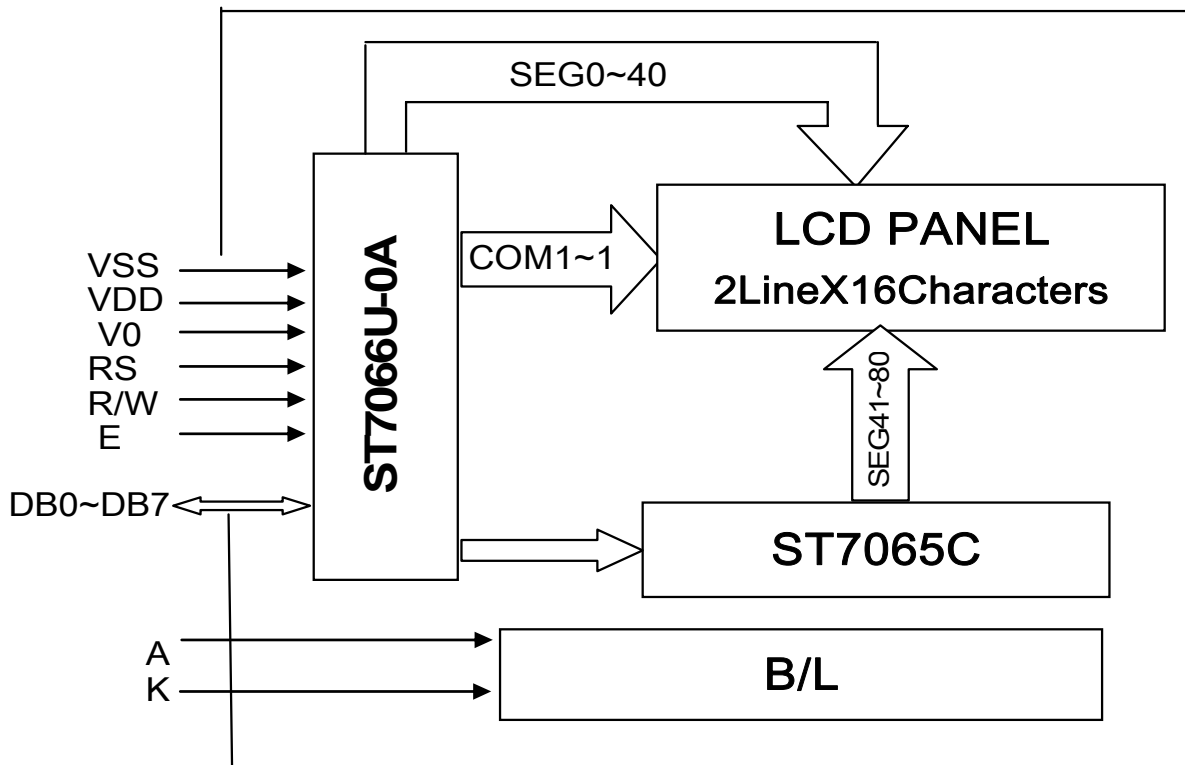 SEG0~40
LCD PANEL
2LineX16Characters
COM1~1
ST7066U-0A
VSS
VDD
V0
RS
R/W
E
DB0~DB7
SEG41~80
ST7065C
A
K
B/L